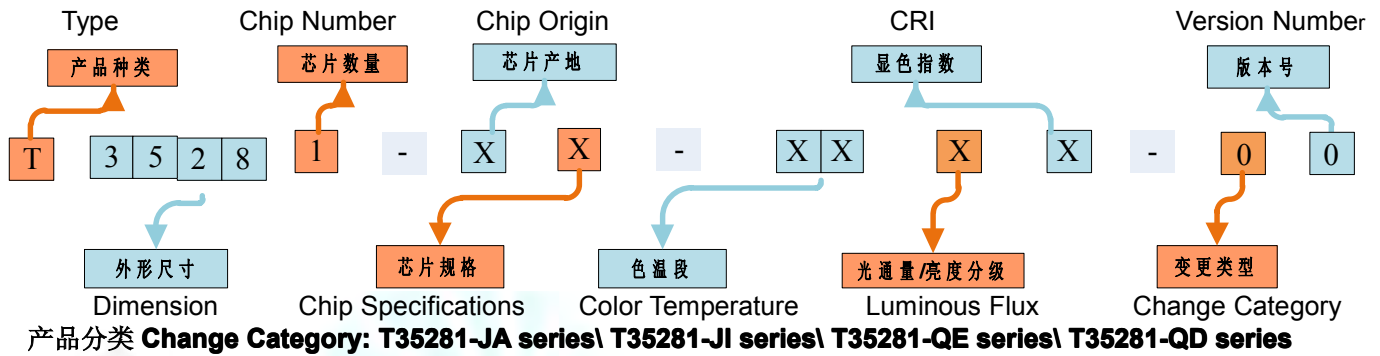 Type Chip Number Chip Origin CRI Version Number
产品种类 芯片数量 芯片产地 显色指数 版本号
T 3 5 2 8 1 - X X - X X X X - 0 0
外形尺寸 芯片规格 色温段 光通量/亮度分级 变更类型
Dimension Chip Specifications Color Temperature Luminous Flux Change Category
产品分类 Change Category: T35281-JA series\ T35281-JI series\ T35281-QE series\ T35281-QD series